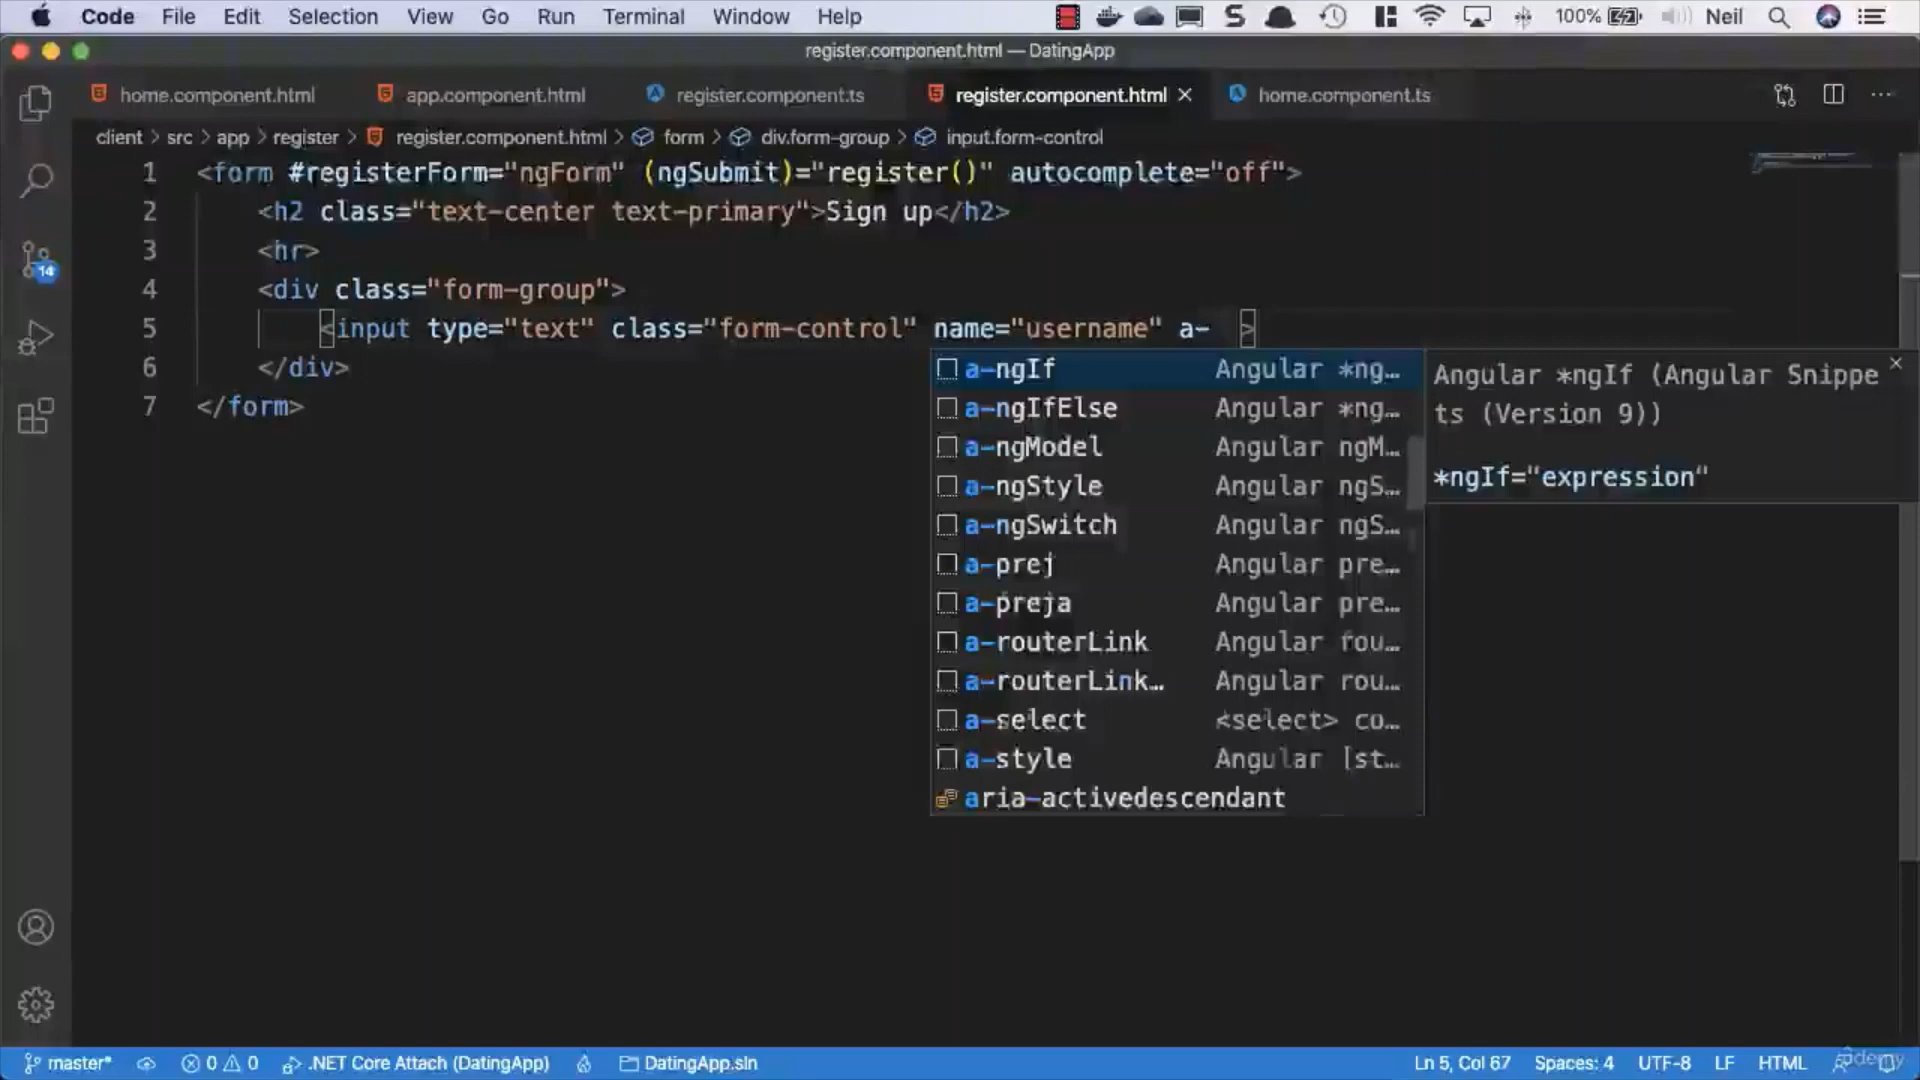 Code File Edit Selection View Go Run Terminal Window Help 100% Neil
register.component.html — DatingApp
home.component.html app.component.html register.component.ts register.component.html home.component.ts
client > src > app > register > register.component.html > form > div.form-group > input.form-control
1 <form #registerForm="ngForm" (ngSubmit)="register()" autocomplete="off">
2 <h2 class="text-center text-primary">Sign up</h2>
3 <hr>
4 <div class="form-group">
5 <input type="text" class="form-control" name="username" a- >
6 </div>
7 </form>
14
a-ngIf Angular *ng…
a-ngIfElse Angular *ng…
a-ngModel Angular ngM…
a-ngStyle Angular ngS…
a-ngSwitch Angular ngS…
a-prej Angular pre…
a-preja Angular pre…
a-routerLink Angular rou…
a-routerLink… Angular rou…
a-select <select> co…
a-style Angular [st…
aria-activedescendant
Angular *ngIf (Angular Snippe
ts (Version 9))
*ngIf="expression"
master* 0 0 .NET Core Attach (DatingApp) DatingApp.sln Ln 5, Col 67 Spaces: 4 UTF-8 LF HTML
udemy